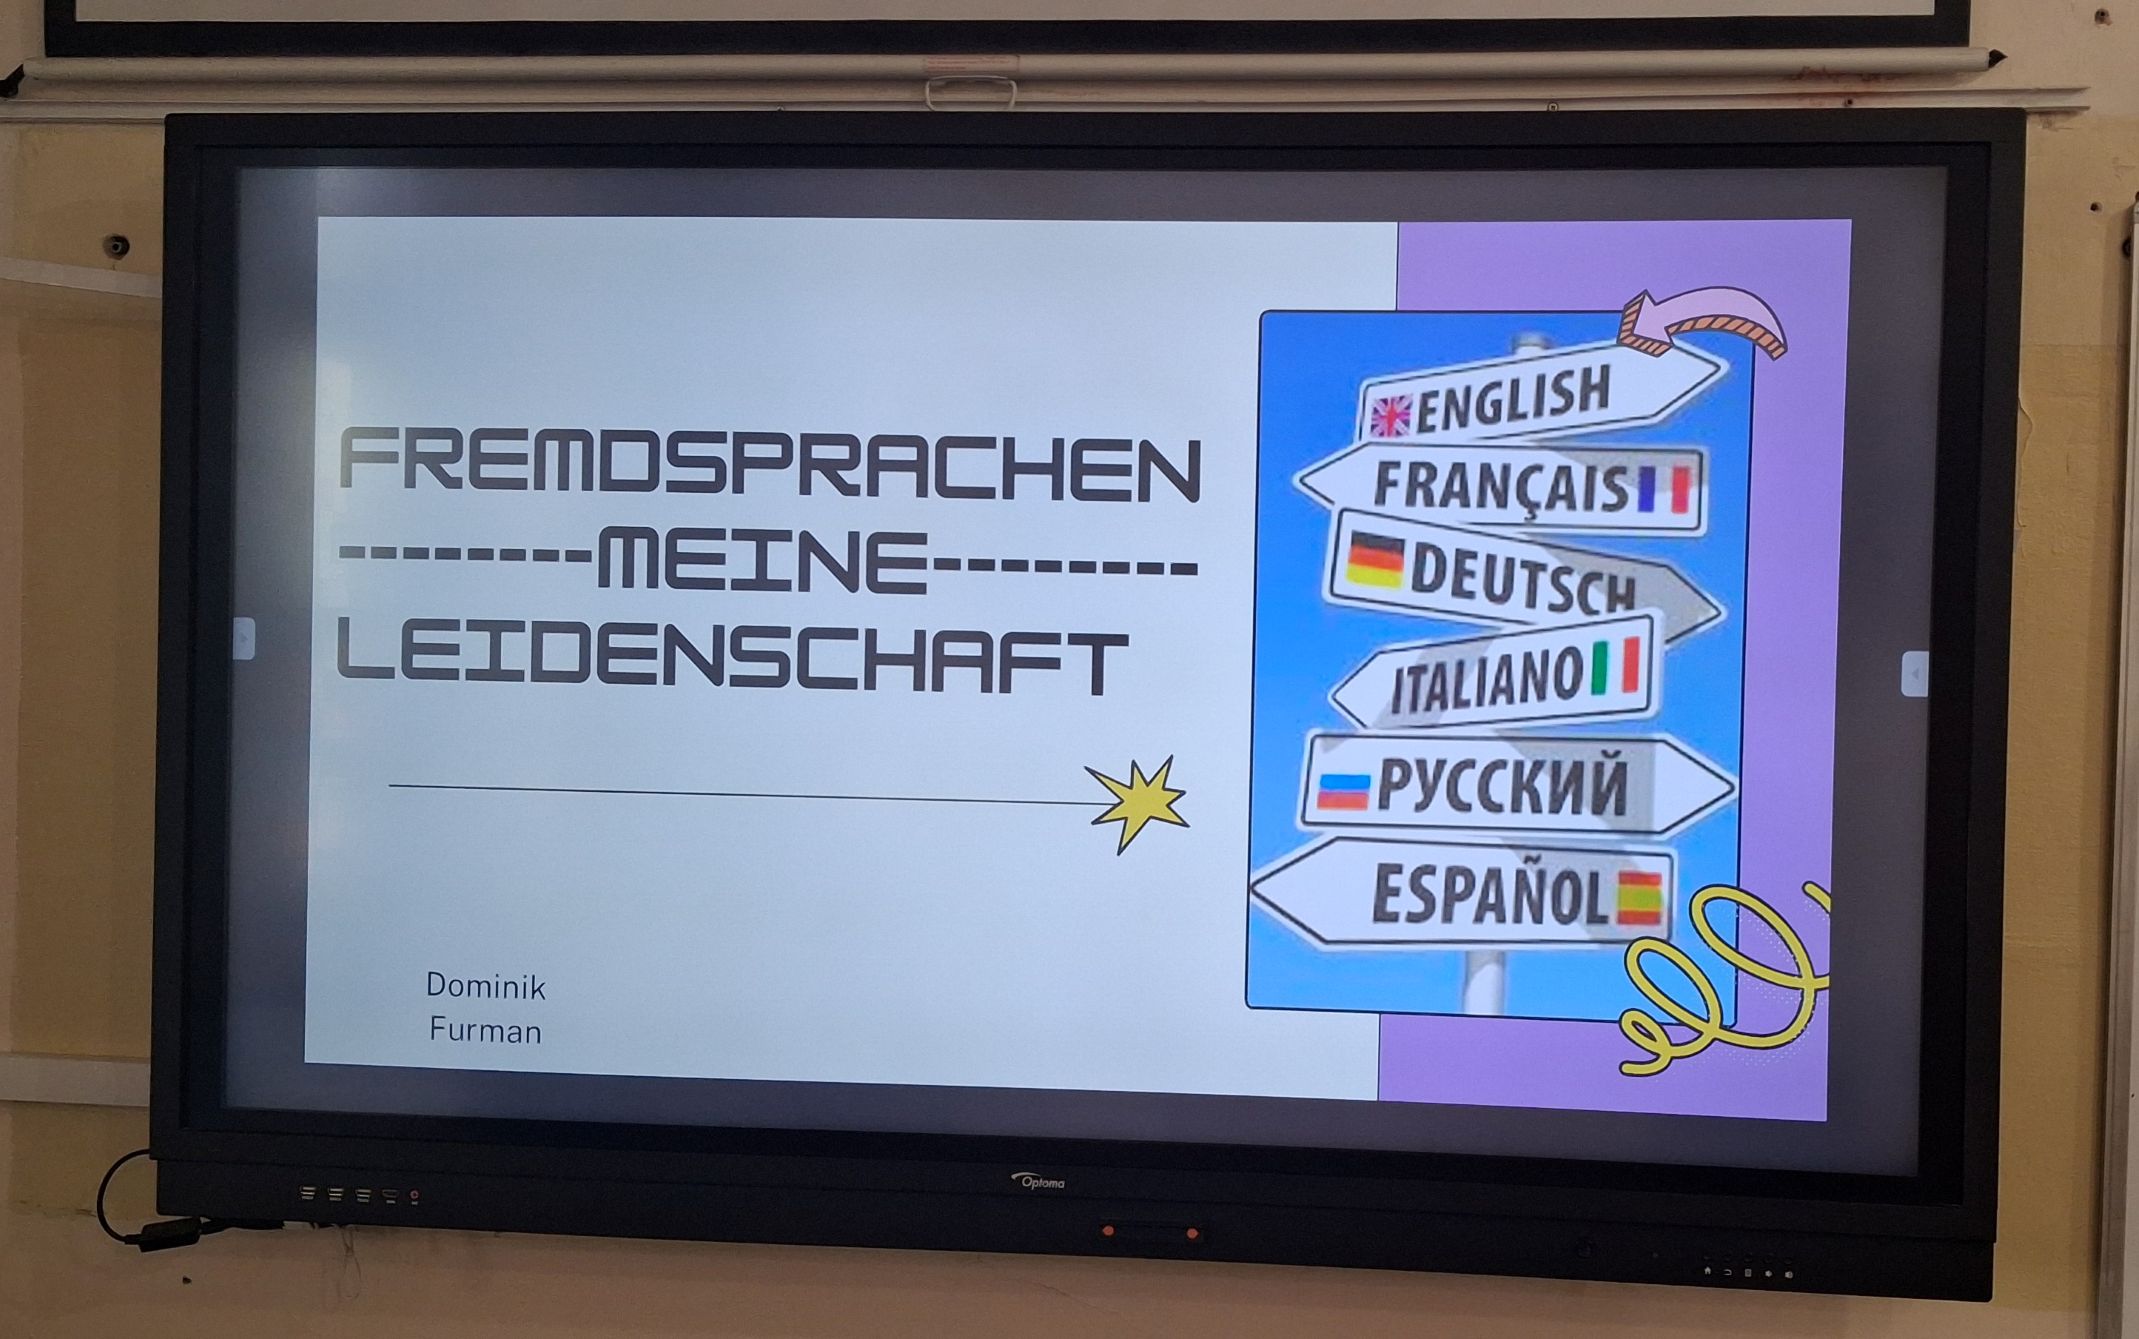 FREMDSPRACHEN
--------MEINE--------
LEIDENSCHAFT
Dominik
Furman
ENGLISH
FRANÇAIS
DEUTSCH
ITALIANO
РУССКИЙ
ESPAÑOL
Optoma